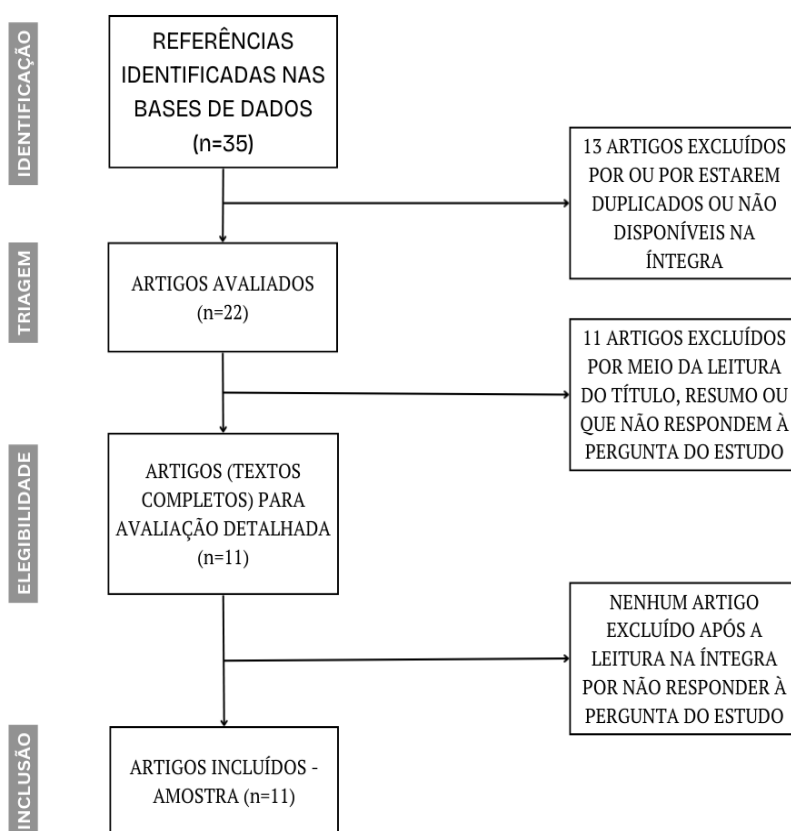 IDENTIFICAÇÃO
REFERÊNCIAS
IDENTIFICADAS NAS
BASES DE DADOS
(n=35)
13 ARTIGOS EXCLUÍDOS
POR OU POR ESTAREM
DUPLICADOS OU NÃO
DISPONÍVEIS NA
ÍNTEGRA
TRIAGEM
ARTIGOS AVALIADOS
(n=22)
11 ARTIGOS EXCLUÍDOS
POR MEIO DA LEITURA
DO TÍTULO, RESUMO OU
QUE NÃO RESPONDEM À
PERGUNTA DO ESTUDO
ELEGIBILIDADE
ARTIGOS (TEXTOS
COMPLETOS) PARA
AVALIAÇÃO DETALHADA
(n=11)
NENHUM ARTIGO
EXCLUÍDO APÓS A
LEITURA NA ÍNTEGRA
POR NÃO RESPONDER À
PERGUNTA DO ESTUDO
INCLUSÃO
ARTIGOS INCLUÍDOS -
AMOSTRA (n=11)